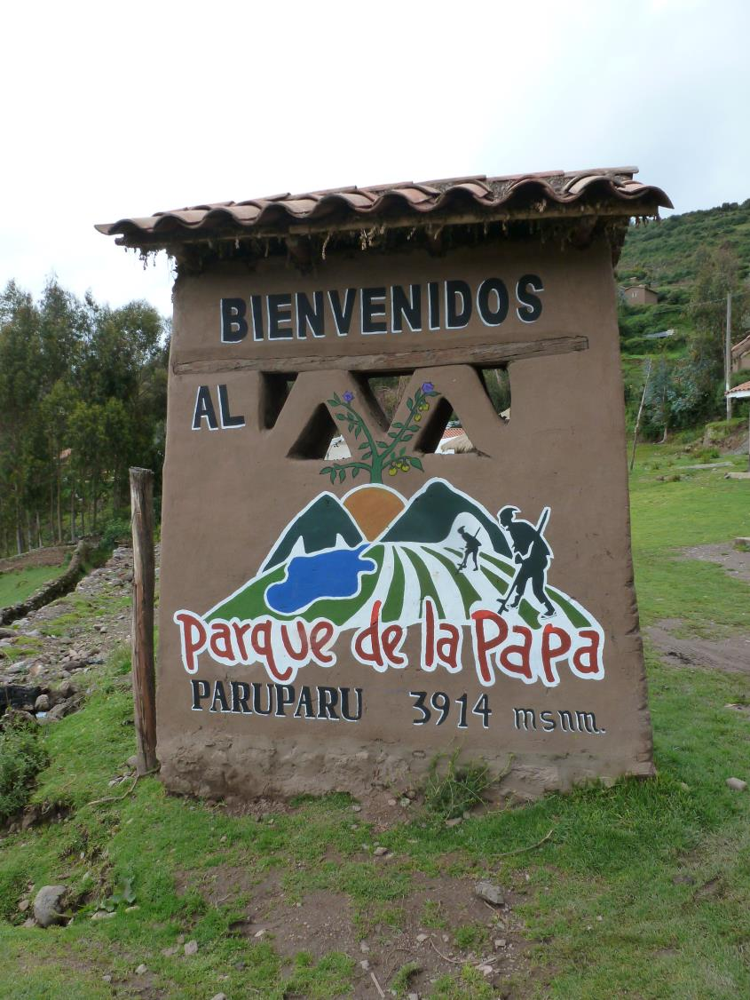 BIENVENIDOS
AL
Parque de la Papa
PARUPARU 3914 msnm.